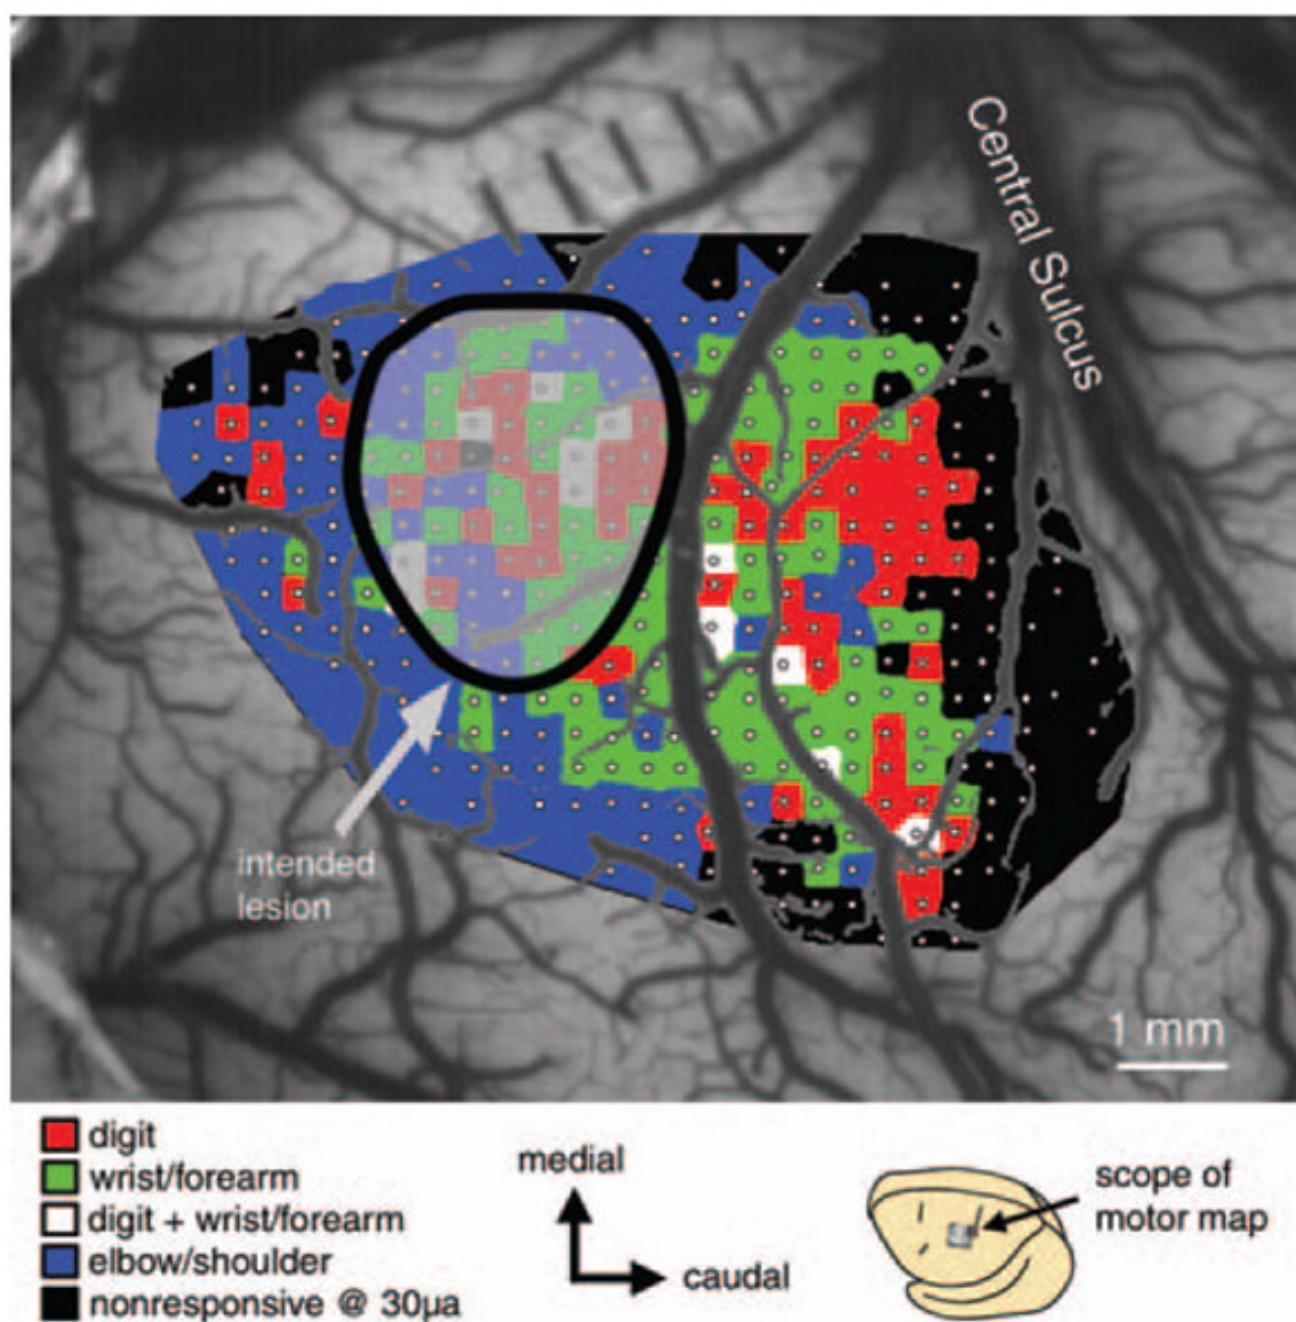 Central Sulcus
intended
lesion
1 mm
digit
wrist/forearm
digit + wrist/forearm
elbow/shoulder
nonresponsive @ 30µa
medial
caudal
scope of
motor map